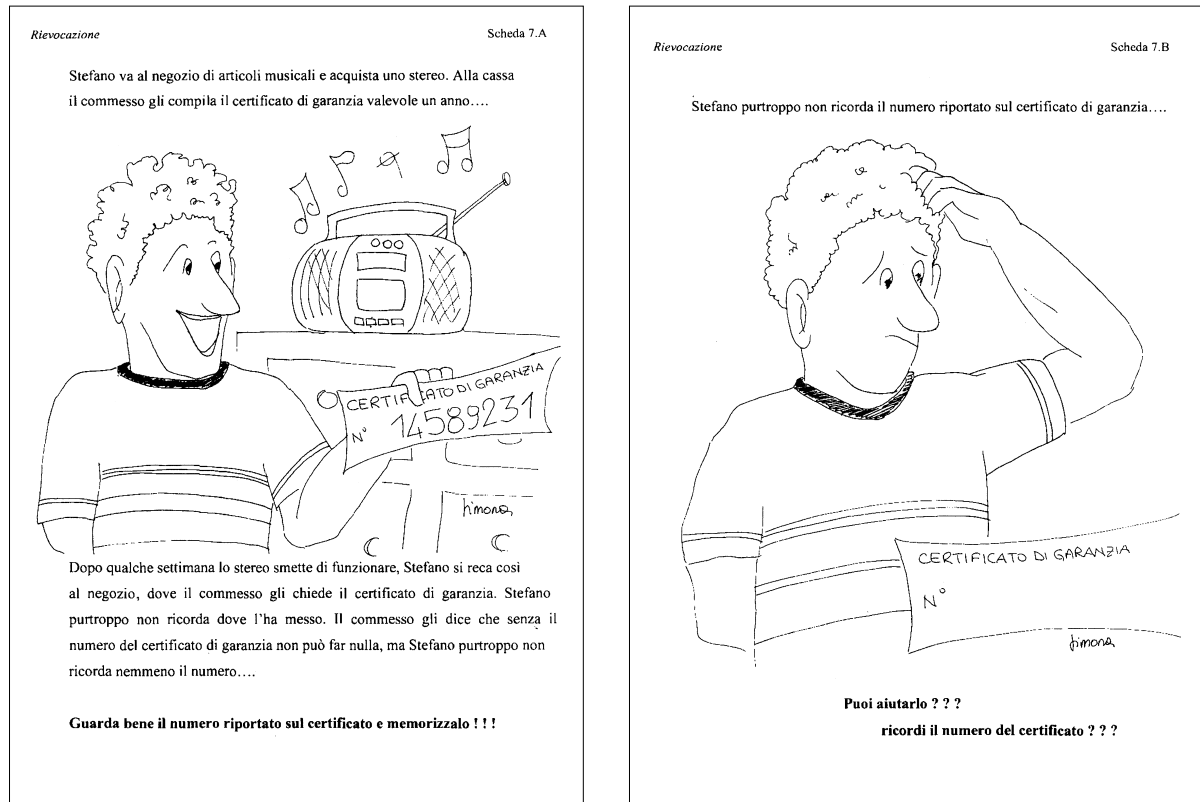 Rievocazione
Scheda 7.A
Stefano va al negozio di articoli musicali e acquista uno stereo. Alla cassa
il commesso gli compila il certificato di garanzia valevole un anno....
CERTIFICATO DI GARANZIA
N° 14589231
Simona
Dopo qualche settimana lo stereo smette di funzionare, Stefano si reca così
al negozio, dove il commesso gli chiede il certificato di garanzia. Stefano
purtroppo non ricorda dove l'ha messo. Il commesso gli dice che senza il
numero del certificato di garanzia non può far nulla, ma Stefano purtroppo non
ricorda nemmeno il numero....
Guarda bene il numero riportato sul certificato e memorizzalo ! ! !
Rievocazione
Scheda 7.B
Stefano purtroppo non ricorda il numero riportato sul certificato di garanzia....
CERTIFICATO DI GARANZIA
N°
Simona
Puoi aiutarlo ? ? ?
ricordi il numero del certificato ? ? ?